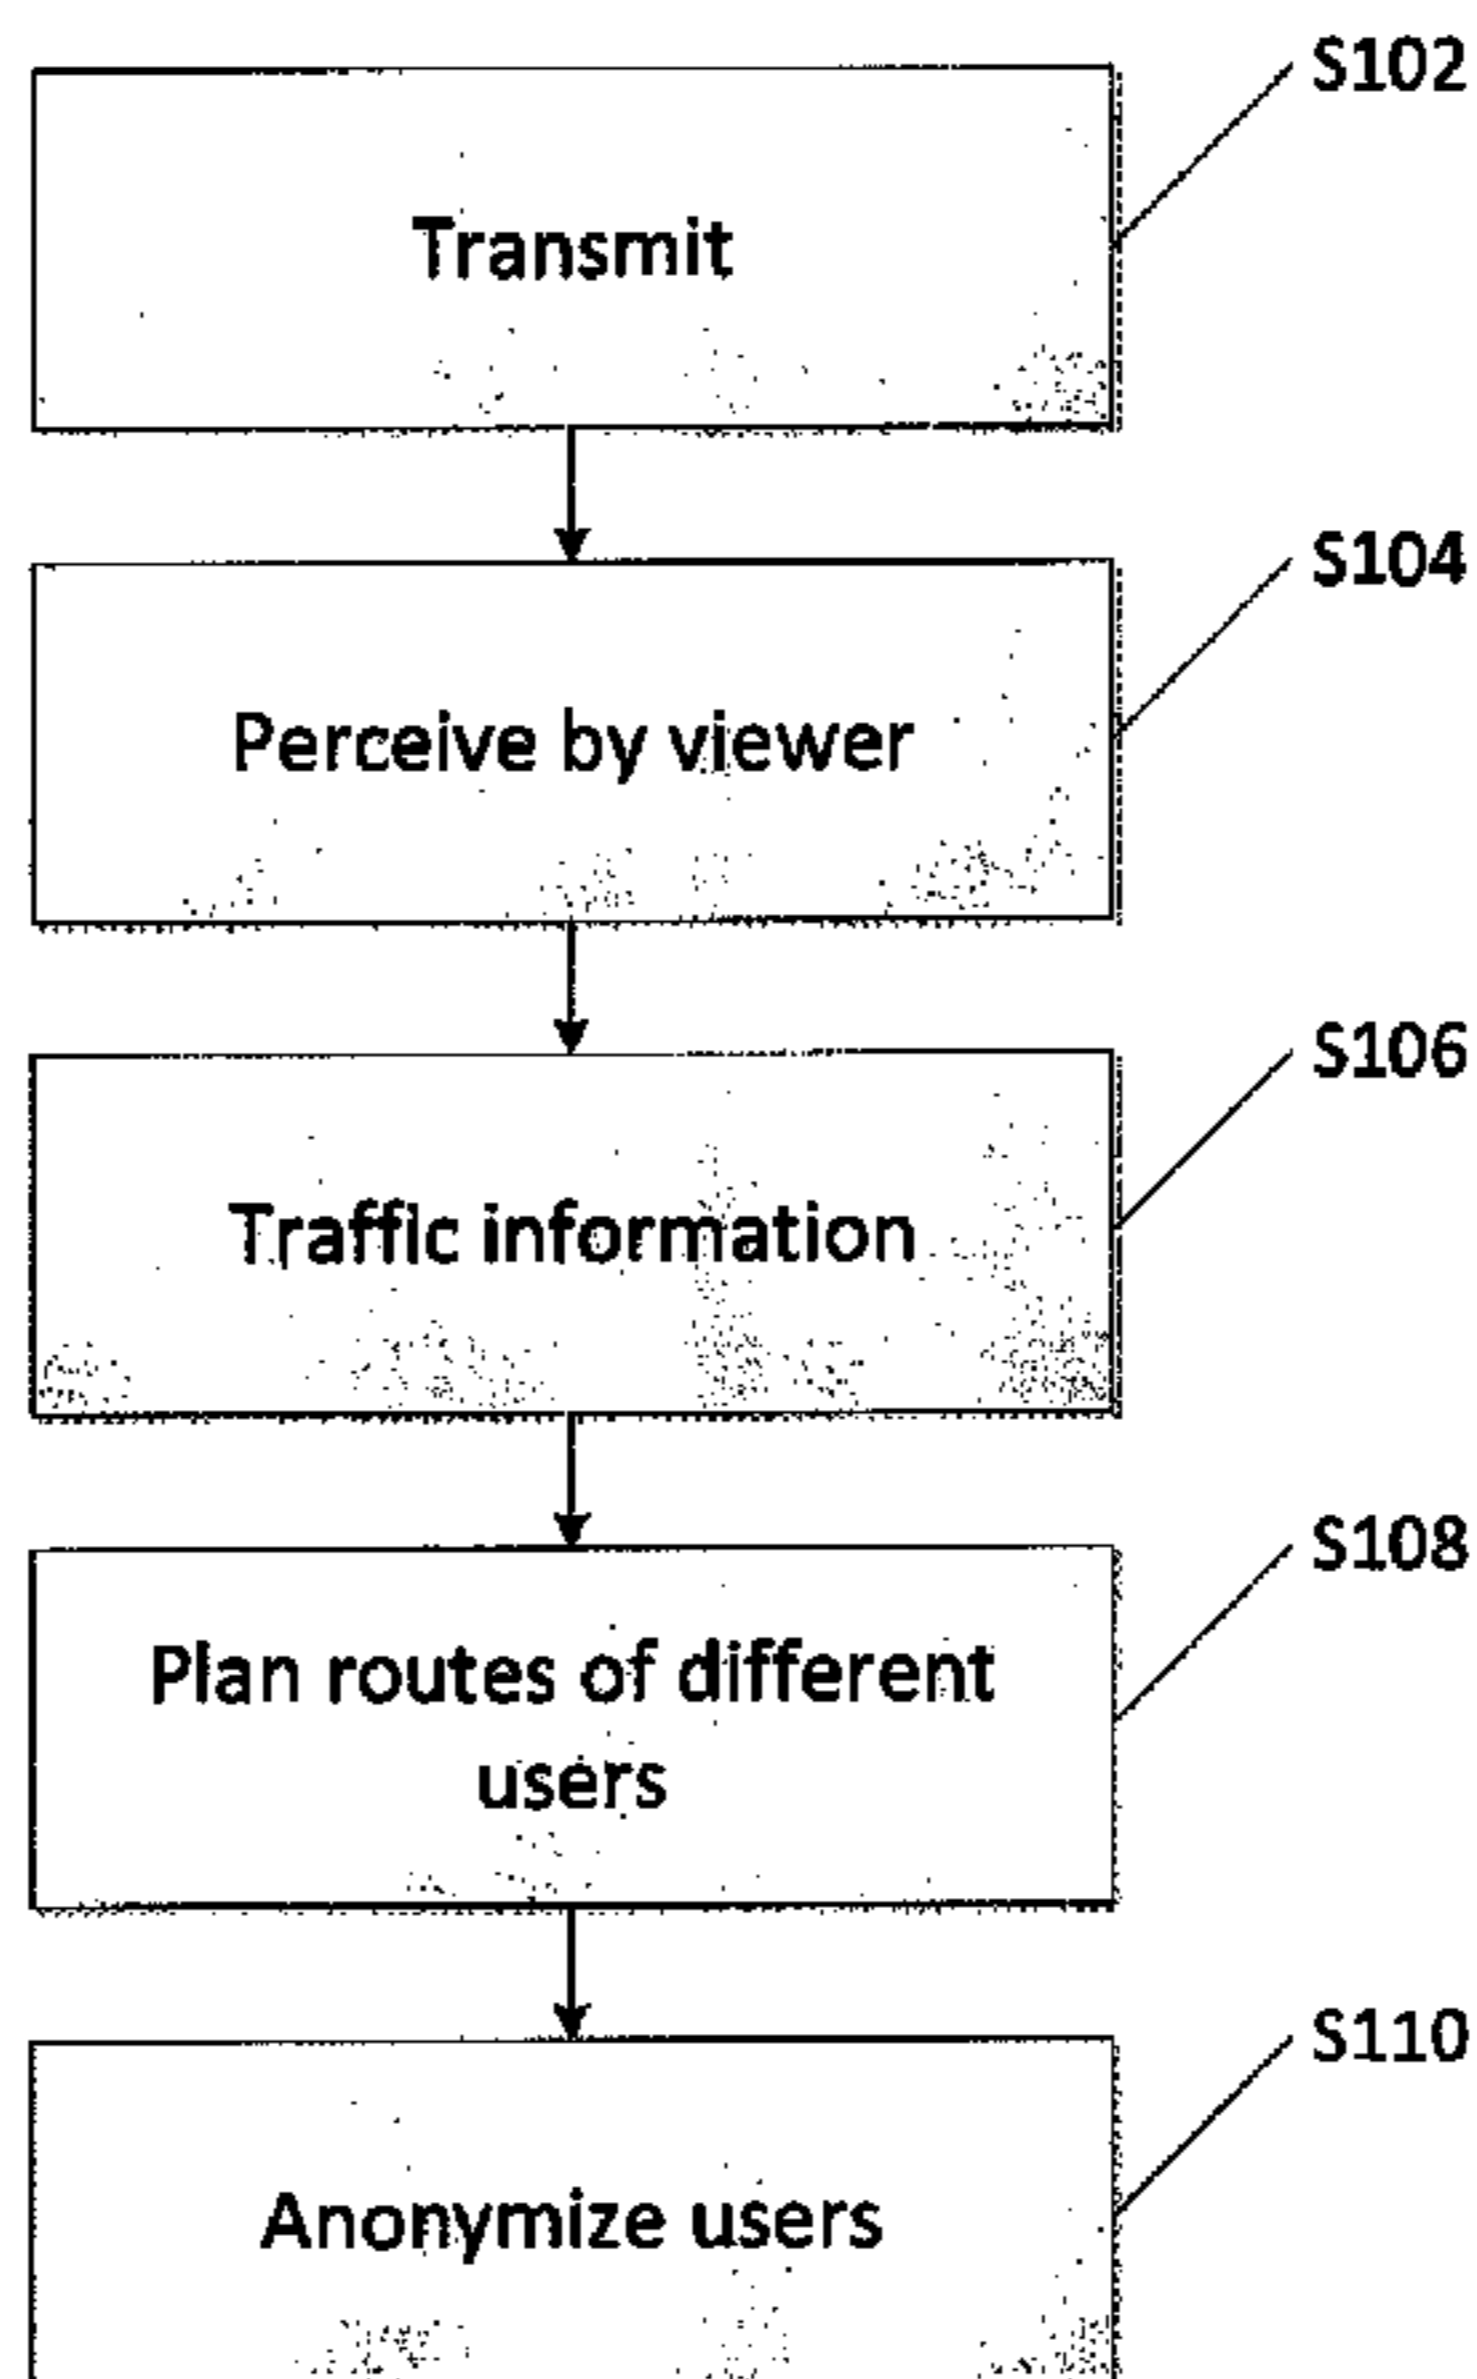 S102
Transmit
S104
Perceive by viewer
S106
Traffic information
S108
Plan routes of different
users
S110
Anonymize users